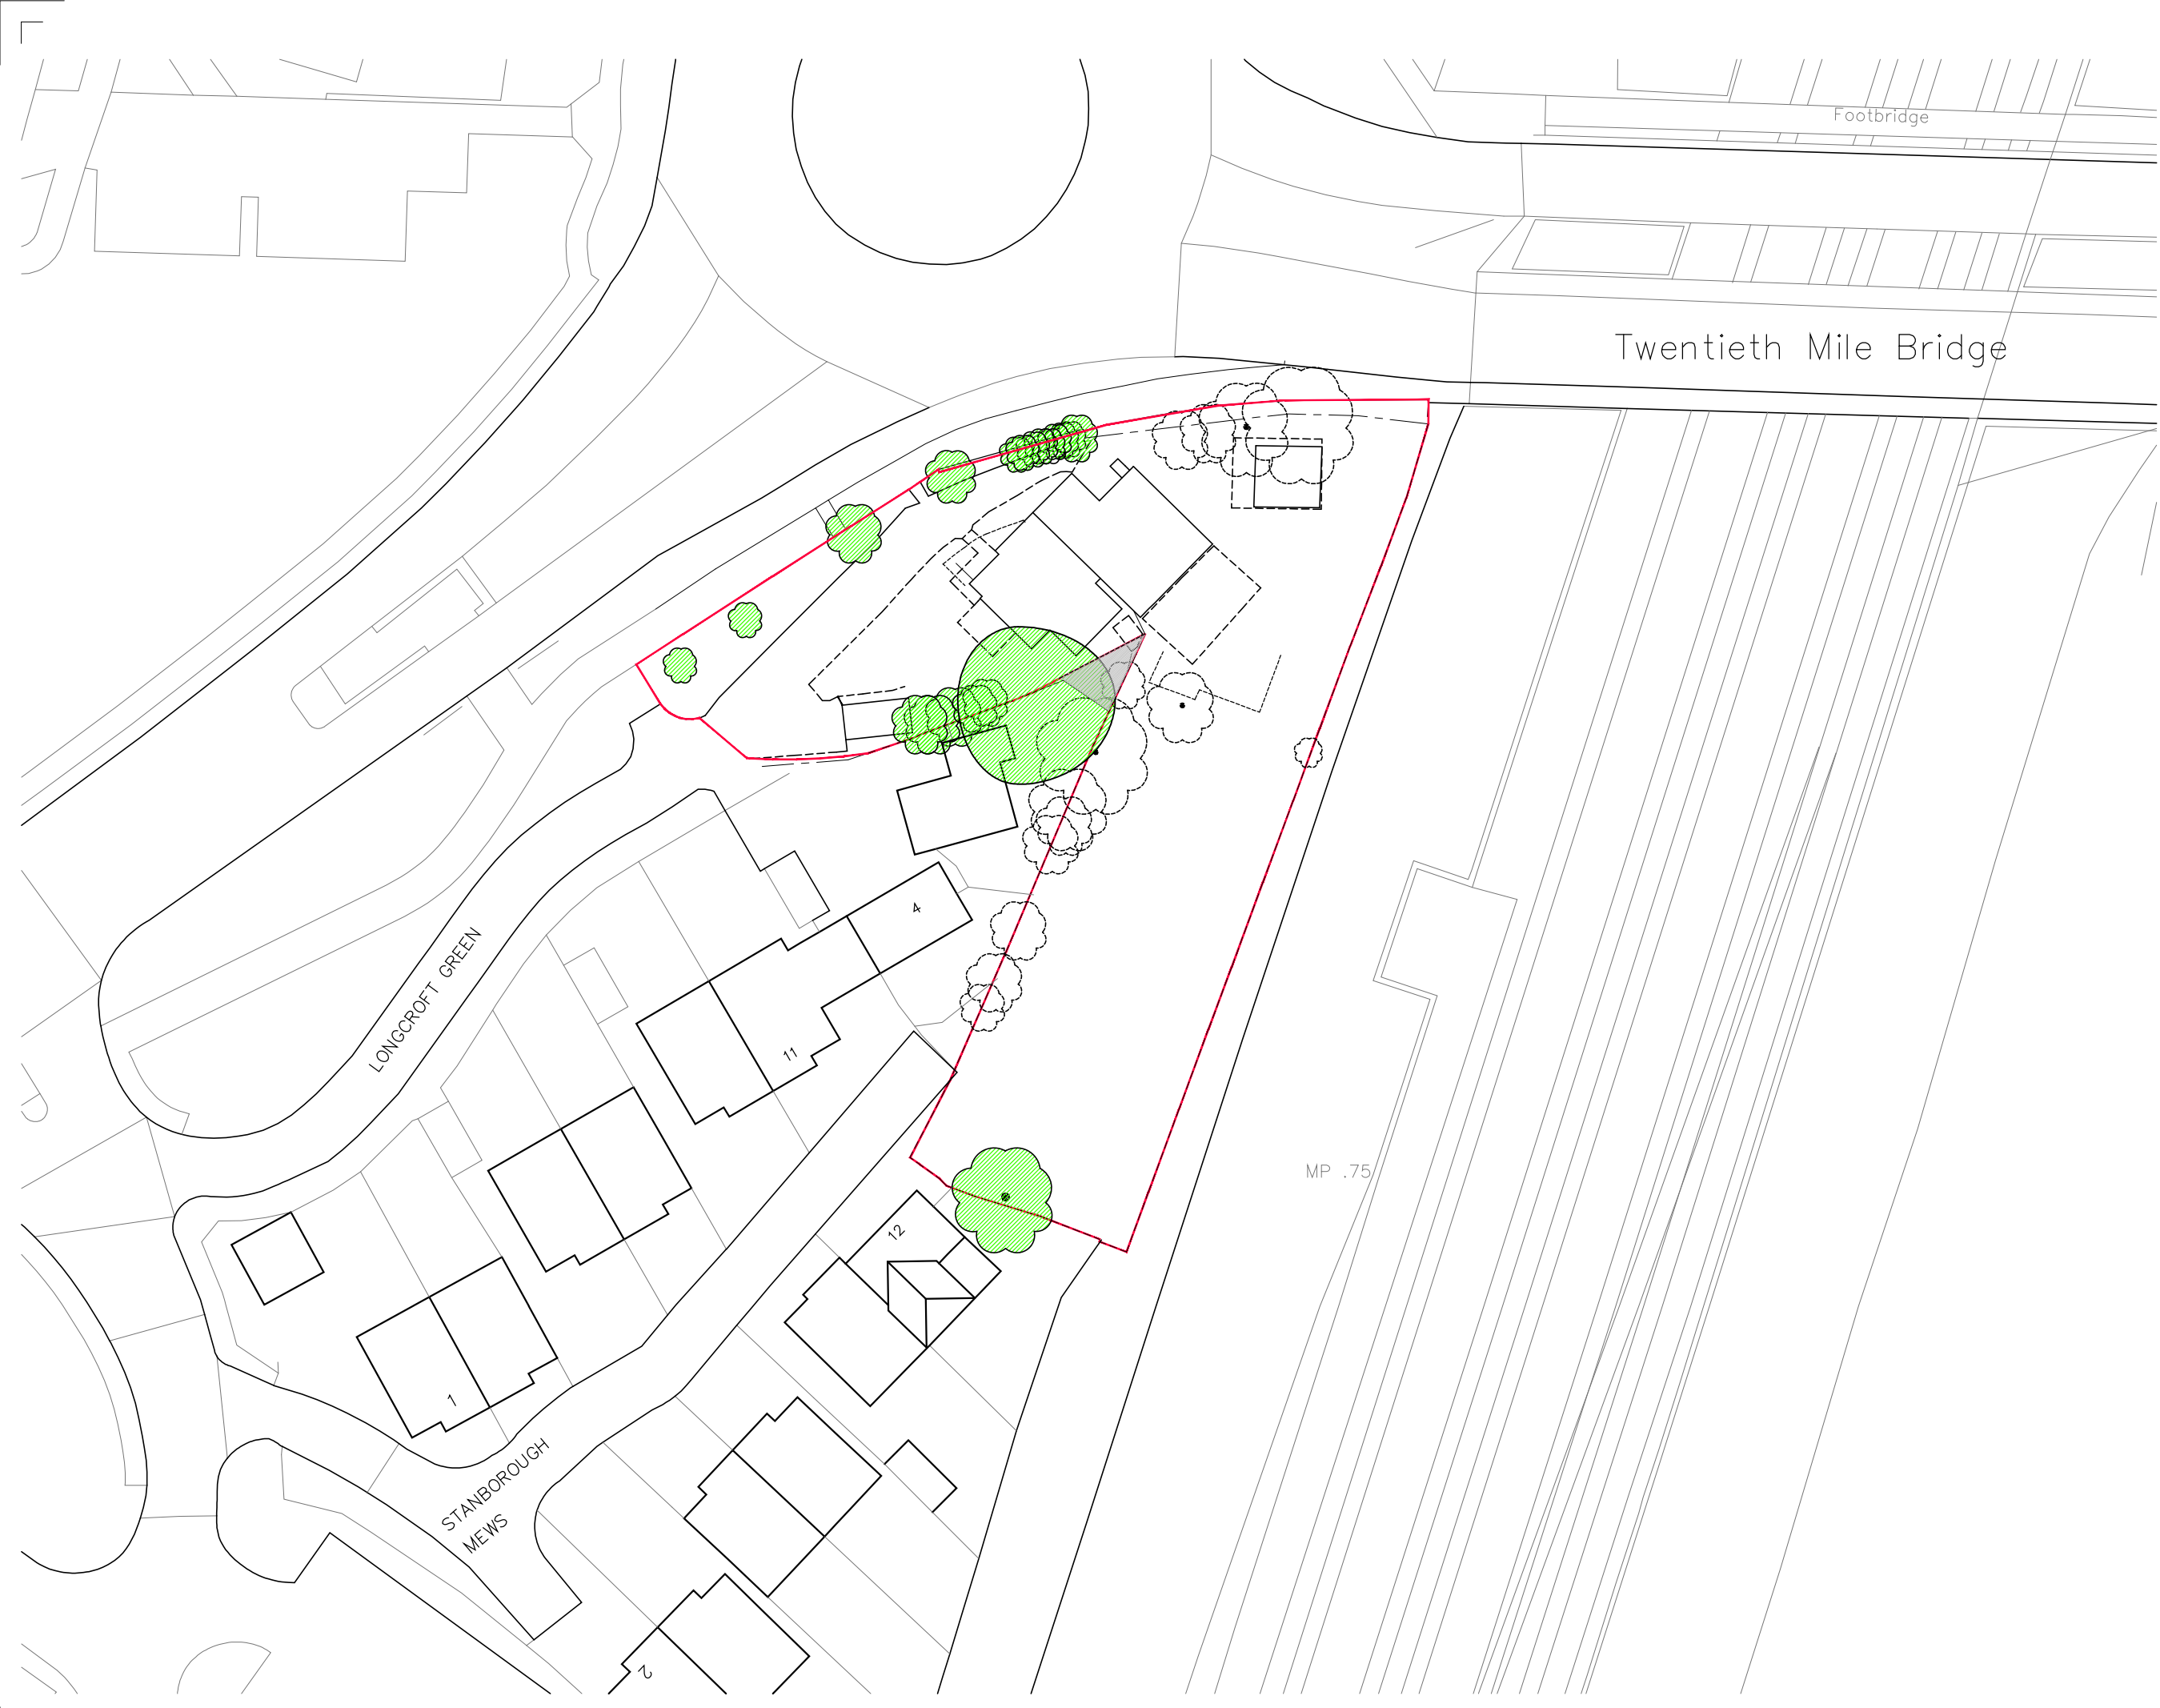 Footbridge
Twentieth Mile Bridge
LONGCROFT GREEN
4
11
MP .75
12
1
STANBOROUGH
MEWS
2